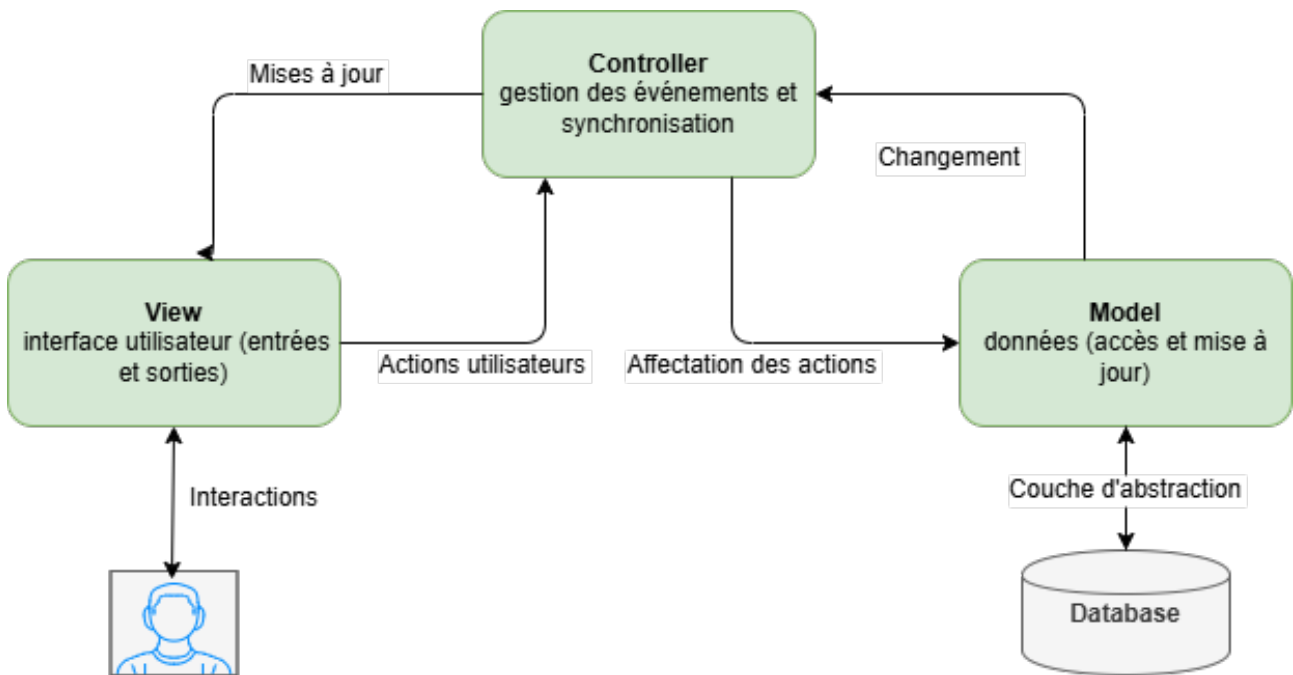 Controller
gestion des événements et
synchronisation
Mises à jour
Changement
View
interface utilisateur (entrées
et sorties)
Actions utilisateurs
Affectation des actions
Model
données (accès et mise à
jour)
Interactions
Couche d'abstraction
Database